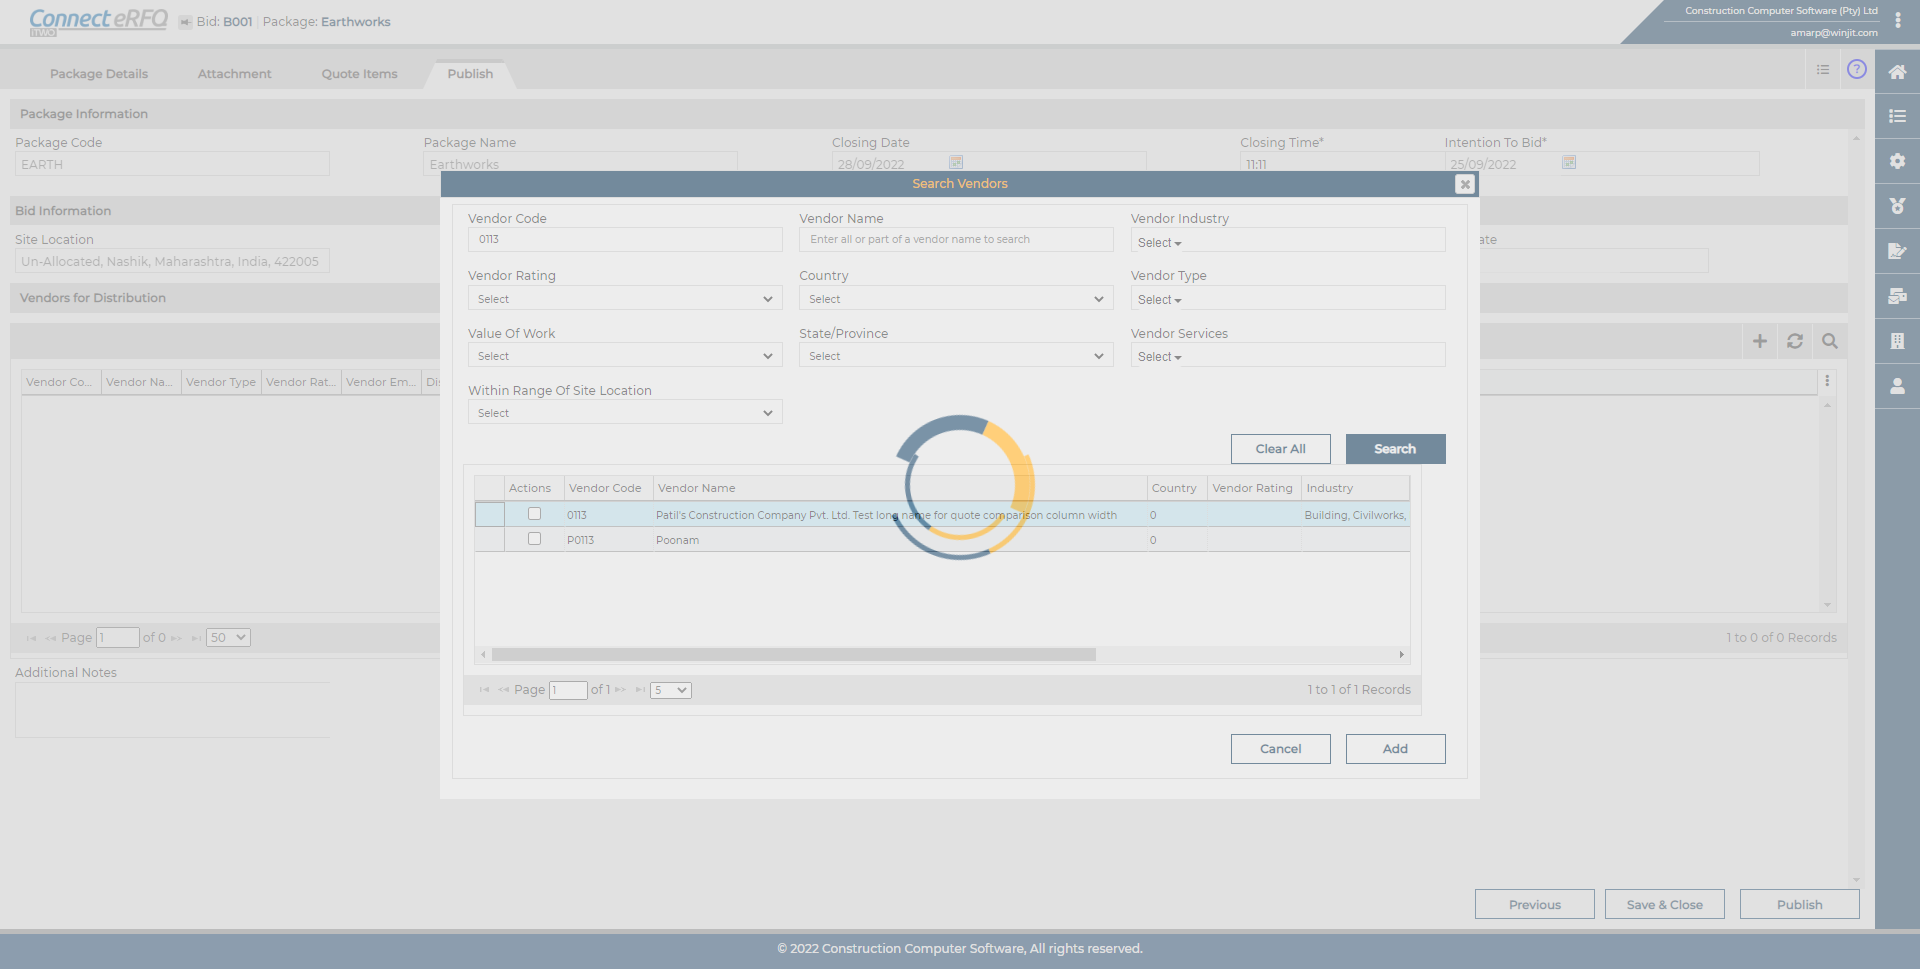 Connect eRFQ
iTWO
Bid: B001 | Package: Earthworks
Construction Computer Software (Pty) Ltd
amarp@winjit.com
Package Details
Attachment
Quote Items
Publish
?
Package Information
Package Code
Package Name
Closing Date
Closing Time*
Intention To Bid*
EARTH
Earthworks
28/09/2022
11:11
25/09/2022
Search Vendors
Bid Information
Site Location
ate
Un-Allocated, Nashik, Maharashtra, India, 422005
Vendors for Distribution
Vendor Co...
Vendor Na...
Vendor Type
Vendor Rat...
Vendor Em...
Di
Vendor Code
Vendor Name
Vendor Industry
0113
Enter all or part of a vendor name to search
Select
Vendor Rating
Country
Vendor Type
Select
Select
Select
Value Of Work
State/Province
Vendor Services
Select
Select
Select
Within Range Of Site Location
Select
Clear All
Search
Actions
Vendor Code
Vendor Name
Country
Vendor Rating
Industry
0113
Patil's Construction Company Pvt. Ltd. Test long name for quote comparison column width
0
Building, Civilworks,
P0113
Poonam
0
Page 1 of 1
5
1 to 1 of 1 Records
Cancel
Add
Page 1 of 0
50
1 to 0 of 0 Records
Additional Notes
Previous
Save & Close
Publish
© 2022 Construction Computer Software, All rights reserved.